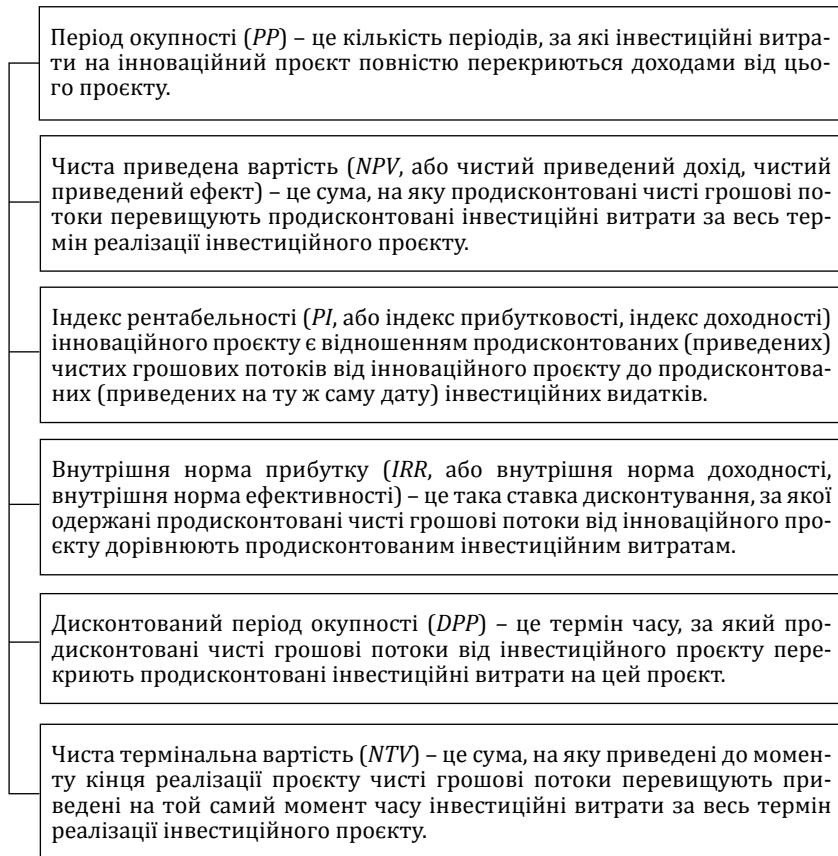 Період окупності (PP) – це кількість періодів, за які інвестиційні витра-
ти на інноваційний проєкт повністю перекриються доходами від цьо-
го проєкту.
Чиста приведена вартість (NPV, або чистий приведений дохід, чистий
приведений ефект) – це сума, на яку продисконтовані чисті грошові по-
токи перевищують продисконтовані інвестиційні витрати за весь тер-
мін реалізації інвестиційного проєкту.
Індекс рентабельності (PI, або індекс прибутковості, індекс доходності)
інноваційного проєкту є відношенням продисконтованих (приведених)
чистих грошових потоків від інноваційного проєкту до продисконтова-
них (приведених на ту ж саму дату) інвестиційних видатків.
Внутрішня норма прибутку (IRR, або внутрішня норма доходності,
внутрішня норма ефективності) – це така ставка дисконтування, за якої
одержані продисконтовані чисті грошові потоки від інноваційного про-
єкту дорівнюють продисконтованим інвестиційним витратам.
Дисконтований період окупності (DPP) – це термін часу, за який про-
дисконтовані чисті грошові потоки від інвестиційного проєкту пере-
криють продисконтовані інвестиційні витрати на цей проєкт.
Чиста термінальна вартість (NTV) – це сума, на яку приведені до момен-
ту кінця реалізації проєкту чисті грошові потоки перевищують при-
ведені на той самий момент часу інвестиційні витрати за весь термін
реалізації інвестиційного проєкту.